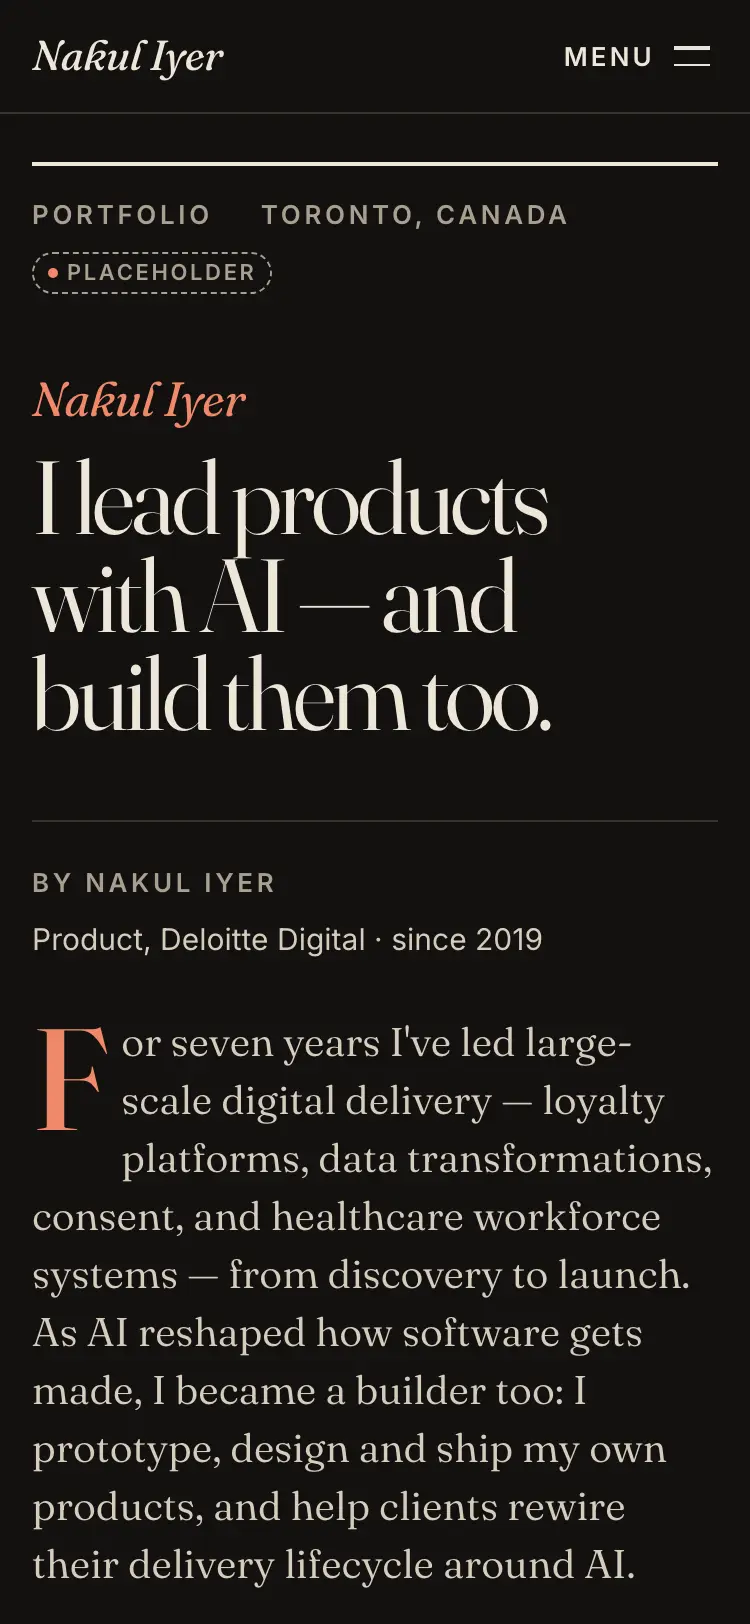 Nakul Iyer
MENU
PORTFOLIO TORONTO, CANADA
PLACEHOLDER
Nakul Iyer
I lead products
with AI — and
build them too.
BY NAKUL IYER
Product, Deloitte Digital · since 2019
For seven years I've led large-
scale digital delivery — loyalty
platforms, data transformations,
consent, and healthcare workforce
systems — from discovery to launch.
As AI reshaped how software gets
made, I became a builder too: I
prototype, design and ship my own
products, and help clients rewire
their delivery lifecycle around AI.